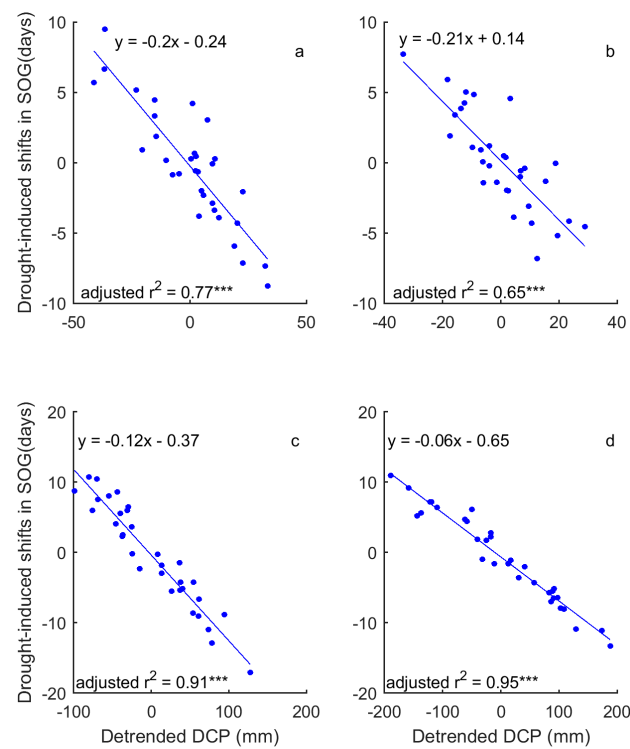 10
5
0
-5
-10
-50
0
50
Drought-induced shifts in SOG(days)
y = -0.2x - 0.24
a
adjusted r2 = 0.77***
10
5
0
-5
-10
-40
-20
0
20
40
y = -0.21x + 0.14
b
adjusted r2 = 0.65***
20
10
0
-10
-20
-100
0
100
200
Drought-induced shifts in SOG(days)
Detrended DCP (mm)
y = -0.12x - 0.37
c
adjusted r2 = 0.91***
20
10
0
-10
-20
-200
-100
0
100
200
Detrended DCP (mm)
y = -0.06x - 0.65
d
adjusted r2 = 0.95***